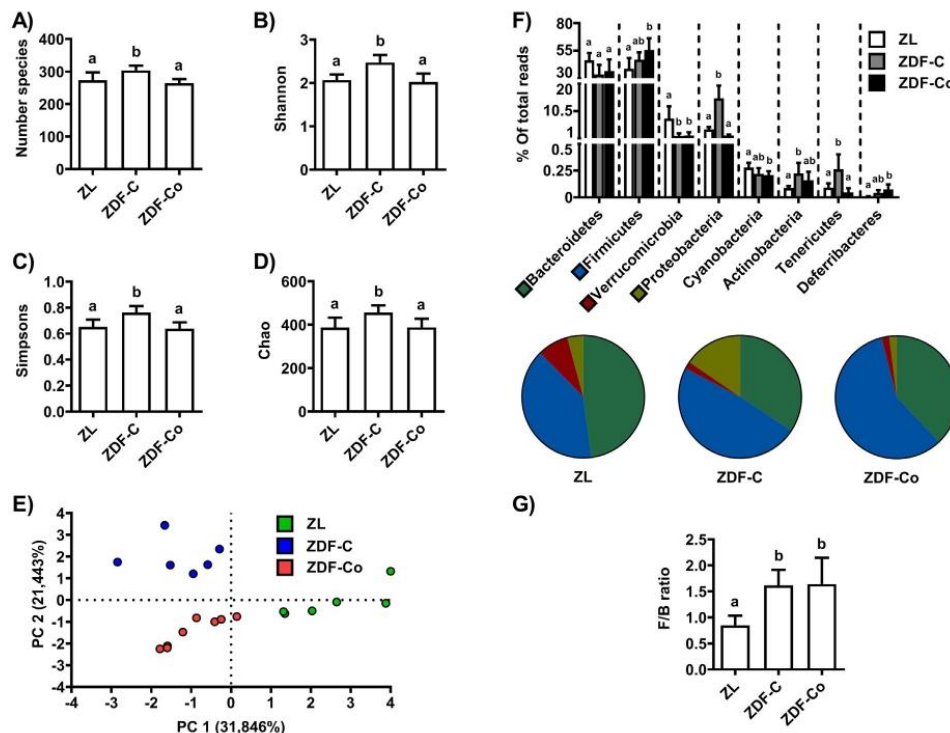 A)
Number species
400
300
200
100
0
a b a
ZL ZDF-C ZDF-Co
B)
Shannon
3
2
1
0
a b a
ZL ZDF-C ZDF-Co
C)
Simpsons
1.0
0.8
0.6
0.4
0.2
0.0
a b a
ZL ZDF-C ZDF-Co
D)
Chao
600
400
200
0
a b a
ZL ZDF-C ZDF-Co
E)
PC 2 (21,443%)
4
3
2
1
0
-1
-2
-3
-4
-4 -3 -2 -1 0 1 2 3 4
PC 1 (31,846%)
ZL
ZDF-C
ZDF-Co
F)
% Of total reads
80
55
30
20
10.5
1
0.5
0.25
0
a a a a ab b a b b a b a a ab b a b ab a b a a ab b
ZL
ZDF-C
ZDF-Co
Bacteroidetes
Firmicutes
Verrucomicrobia
Proteobacteria
Cyanobacteria
Actinobacteria
Tenericutes
Deferribacteres
ZL ZDF-C ZDF-Co
G)
F/B ratio
2.5
2.0
1.5
1.0
0.5
0.0
a b b
ZL ZDF-C ZDF-Co